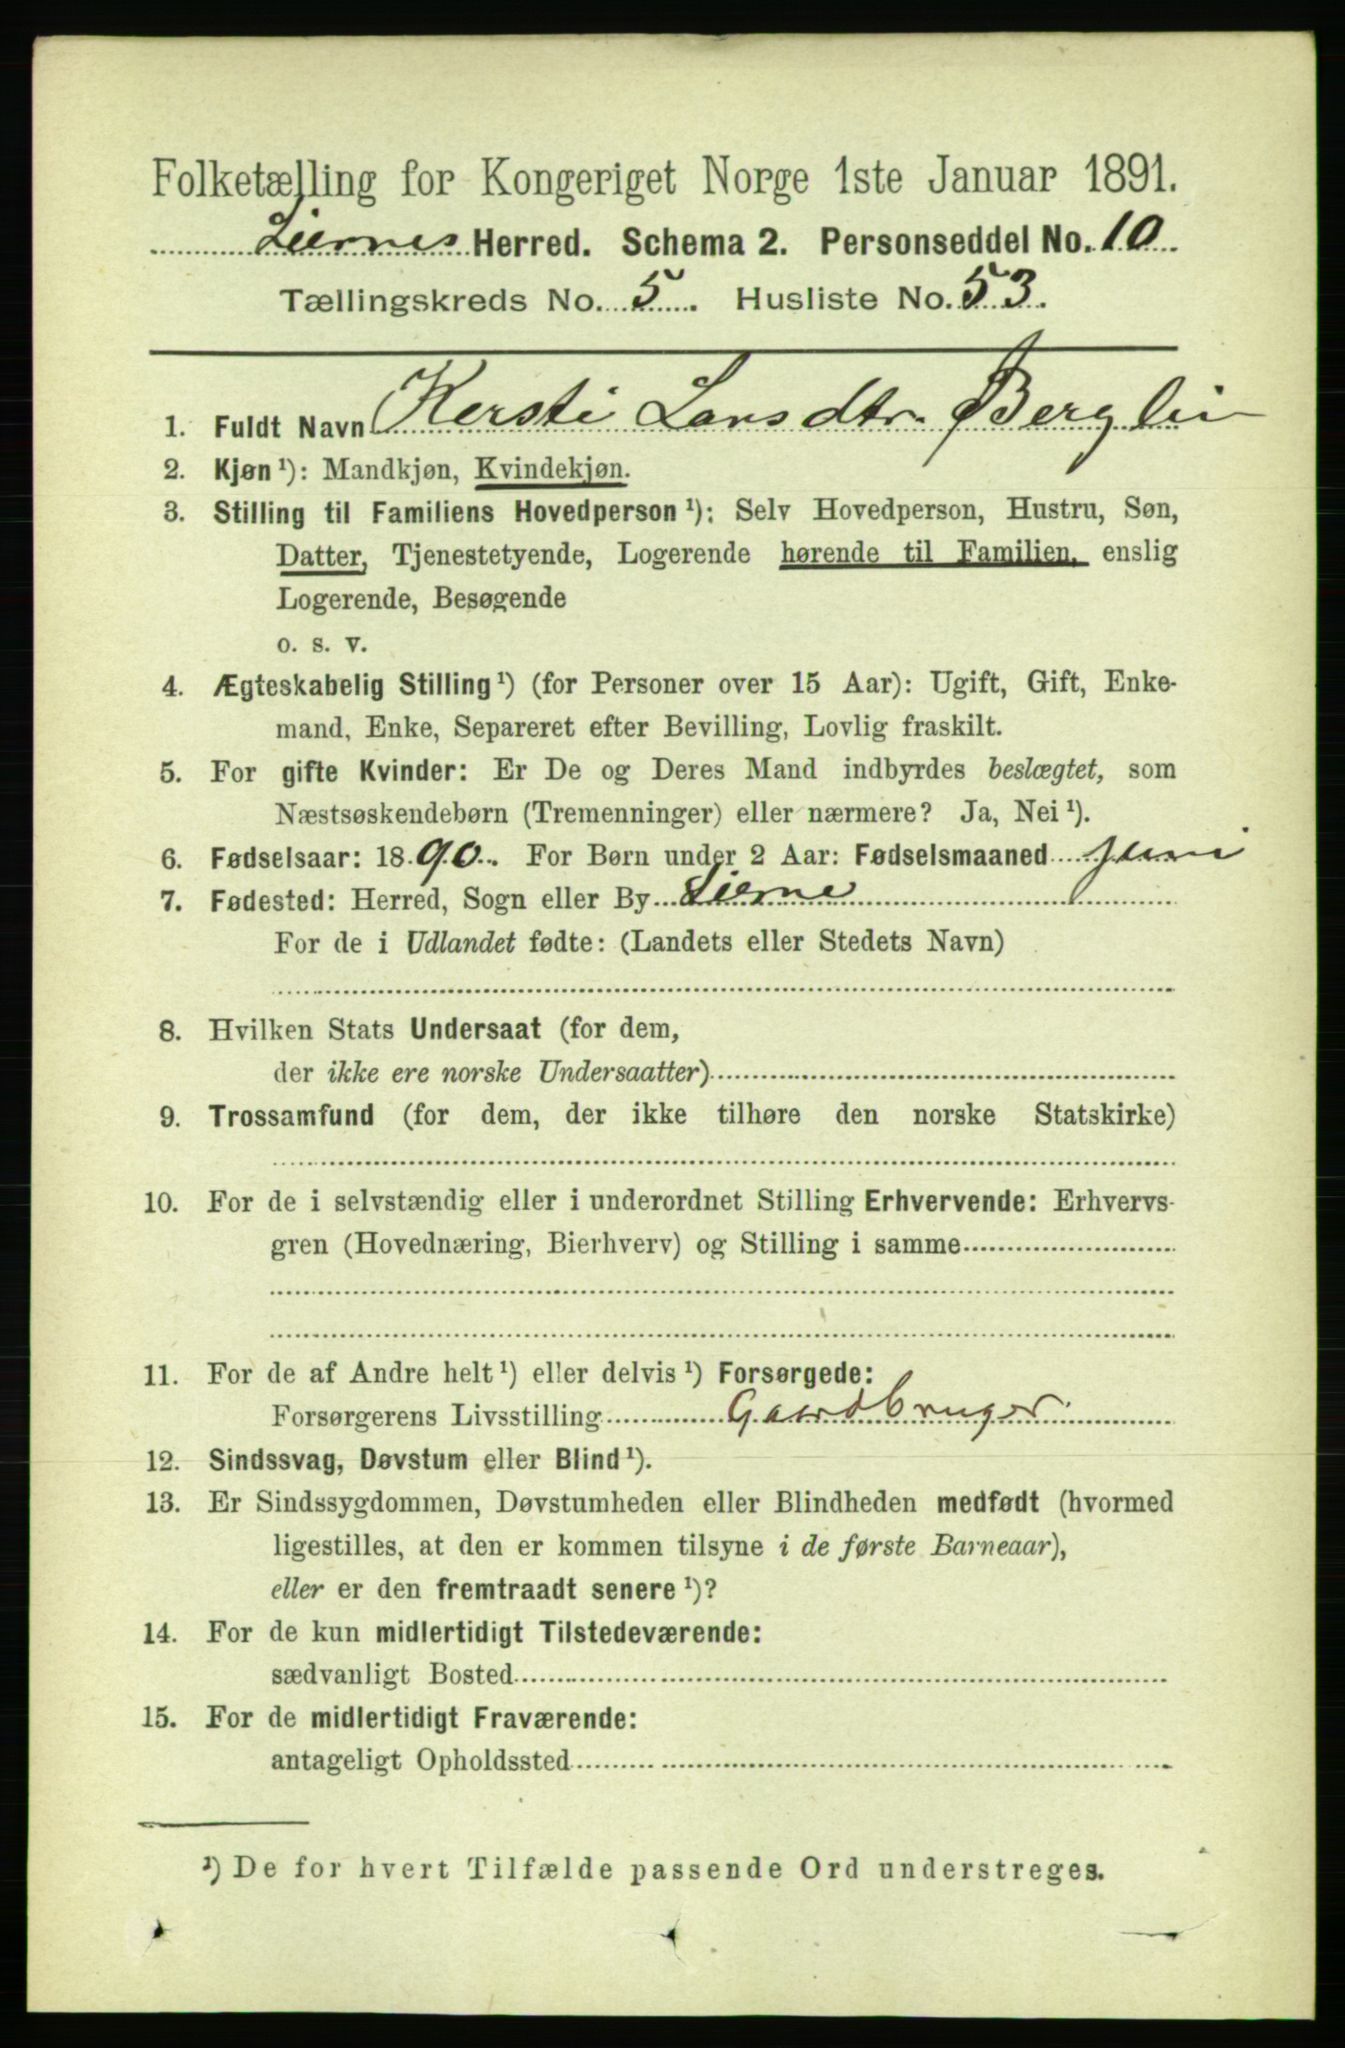 Folketælling for Kongeriget Norge 1ste Januar 1891.
Liernes Herred. Schema 2. Personseddel No. 10
Tællingskreds No. 5. Husliste No. 53.
1. Fuldt Navn Kersti Larsdtr. Berglii
2. Kjøn ¹): Mandkjøn, Kvindekjøn.
3. Stilling til Familiens Hovedperson ¹): Selv Hovedperson, Hustru, Søn,
Datter, Tjenestetyende, Logerende hørende til Familien, enslig
Logerende, Besøgende
o. s. v.
4. Ægteskabelig Stilling ¹) (for Personer over 15 Aar): Ugift, Gift, Enke-
mand, Enke, Separeret efter Bevilling, Lovlig fraskilt.
5. For gifte Kvinder: Er De og Deres Mand indbyrdes beslægtet, som
Næstsøskendebørn (Tremenninger) eller nærmere? Ja, Nei ¹).
6. Fødselsaar: 1890. For Børn under 2 Aar: Fødselsmaaned juni
7. Fødested: Herred, Sogn eller By Lierne
For de i Udlandet fødte: (Landets eller Stedets Navn)
8. Hvilken Stats Undersaat (for dem,
der ikke ere norske Undersaatter)
9. Trossamfund (for dem, der ikke tilhøre den norske Statskirke)
10. For de i selvstændig eller i underordnet Stilling Erhvervende: Erhvervs-
gren (Hovednæring, Bierhverv) og Stilling i samme
11. For de af Andre helt ¹) eller delvis ¹) Forsørgede:
Forsørgerens Livsstilling Gaardbruger
12. Sindssvag, Døvstum eller Blind ¹).
13. Er Sindssygdommen, Døvstumheden eller Blindheden medfødt (hvormed
ligestilles, at den er kommen tilsyne i de første Barneaar),
eller er den fremtraadt senere ¹)?
14. For de kun midlertidigt Tilstedeværende:
sædvanligt Bosted
15. For de midlertidigt Fraværende:
antageligt Opholdssted
¹) De for hvert Tilfælde passende Ord understreges.